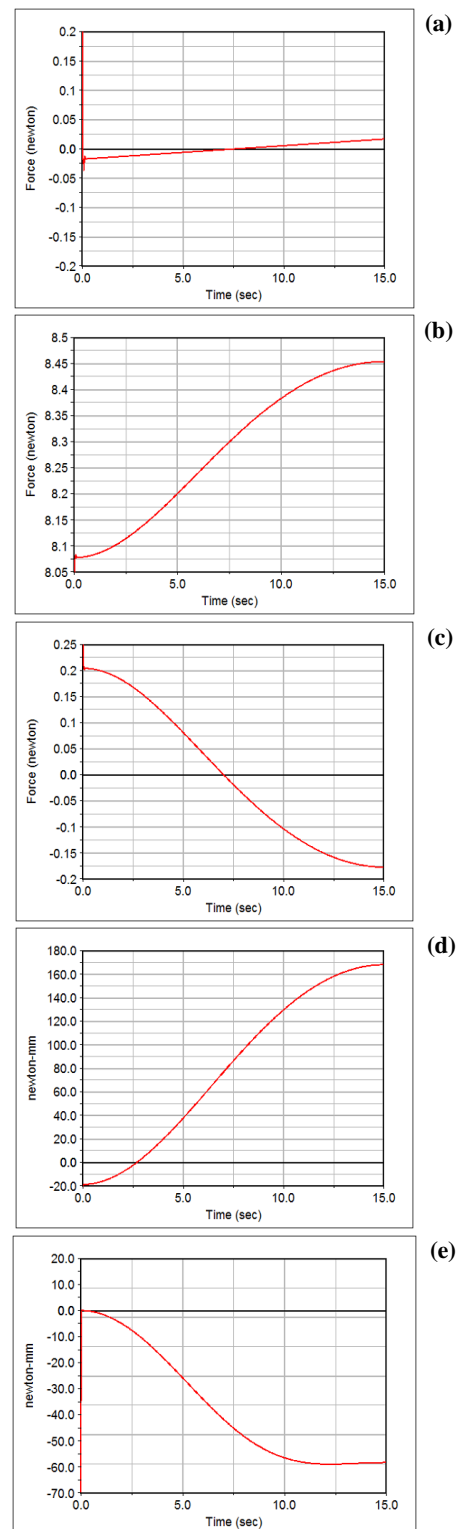 (a)
0.2
0.15
0.1
0.05
0.0
-0.05
-0.1
-0.15
-0.2
Force (newton)
0.0 5.0 10.0 15.0
Time (sec)
(b)
8.5
8.45
8.4
8.35
8.3
8.25
8.2
8.15
8.1
8.05
Force (newton)
0.0 5.0 10.0 15.0
Time (sec)
(c)
0.25
0.2
0.15
0.1
0.05
0.0
-0.05
-0.1
-0.15
-0.2
Force (newton)
0.0 5.0 10.0 15.0
Time (sec)
(d)
180.0
160.0
140.0
120.0
100.0
80.0
60.0
40.0
20.0
0.0
-20.0
newton-mm
0.0 5.0 10.0 15.0
Time (sec)
(e)
20.0
10.0
0.0
-10.0
-20.0
-30.0
-40.0
-50.0
-60.0
-70.0
newton-mm
0.0 5.0 10.0 15.0
Time (sec)